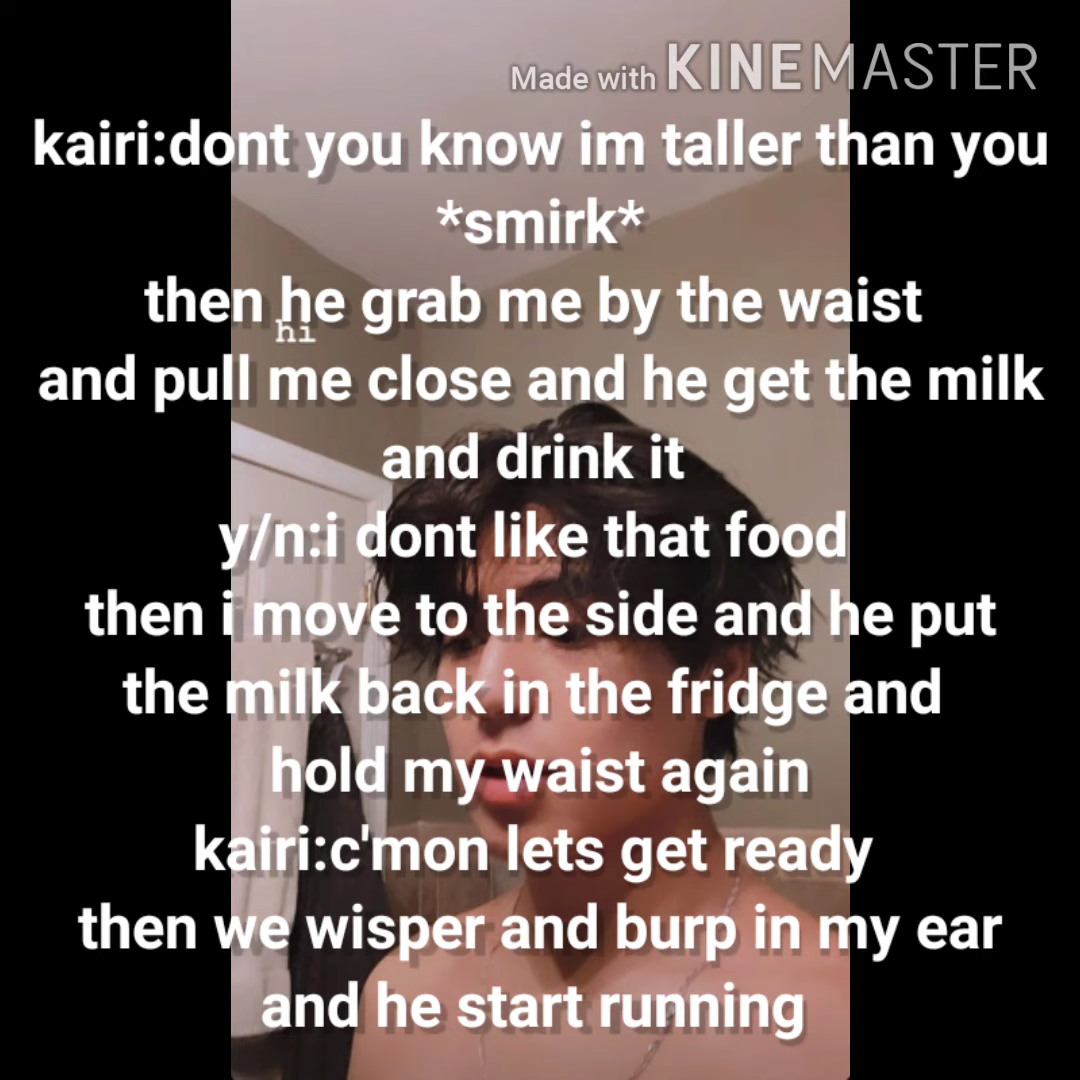 Made with KINEMASTER
kairi:dont you know im taller than you
*smirk*
then he grab me by the waist
hi
and pull me close and he get the milk
and drink it
y/n:i dont like that food
then i move to the side and he put
the milk back in the fridge and
hold my waist again
kairi:c'mon lets get ready
then we wisper and burp in my ear
and he start running